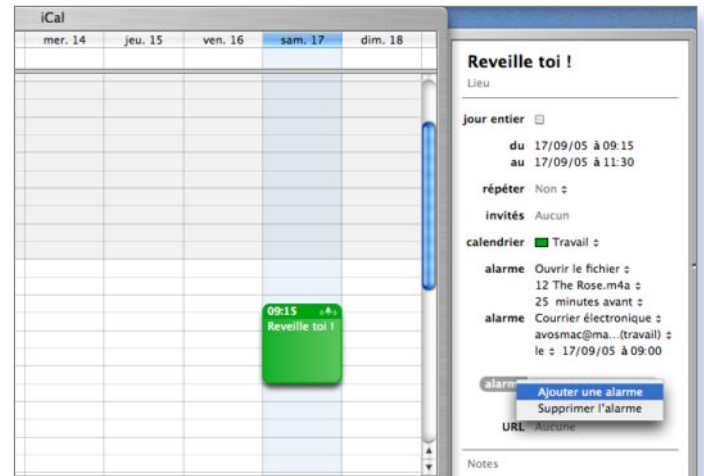 iCal
mer. 14 jeu. 15 ven. 16 sam. 17 dim. 18
09:15
Reveille toi !
Reveille toi !
Lieu
jour entier
du 17/09/05 à 09:15
au 17/09/05 à 11:30
répéter Non
invités Aucun
calendrier Travail
alarme Ouvrir le fichier
12 The Rose.m4a
25 minutes avant
alarme Courrier électronique
avosmac@ma...(travail)
le 17/09/05 à 09:00
Ajouter une alarme
Supprimer l'alarme
URL Aucune
Notes